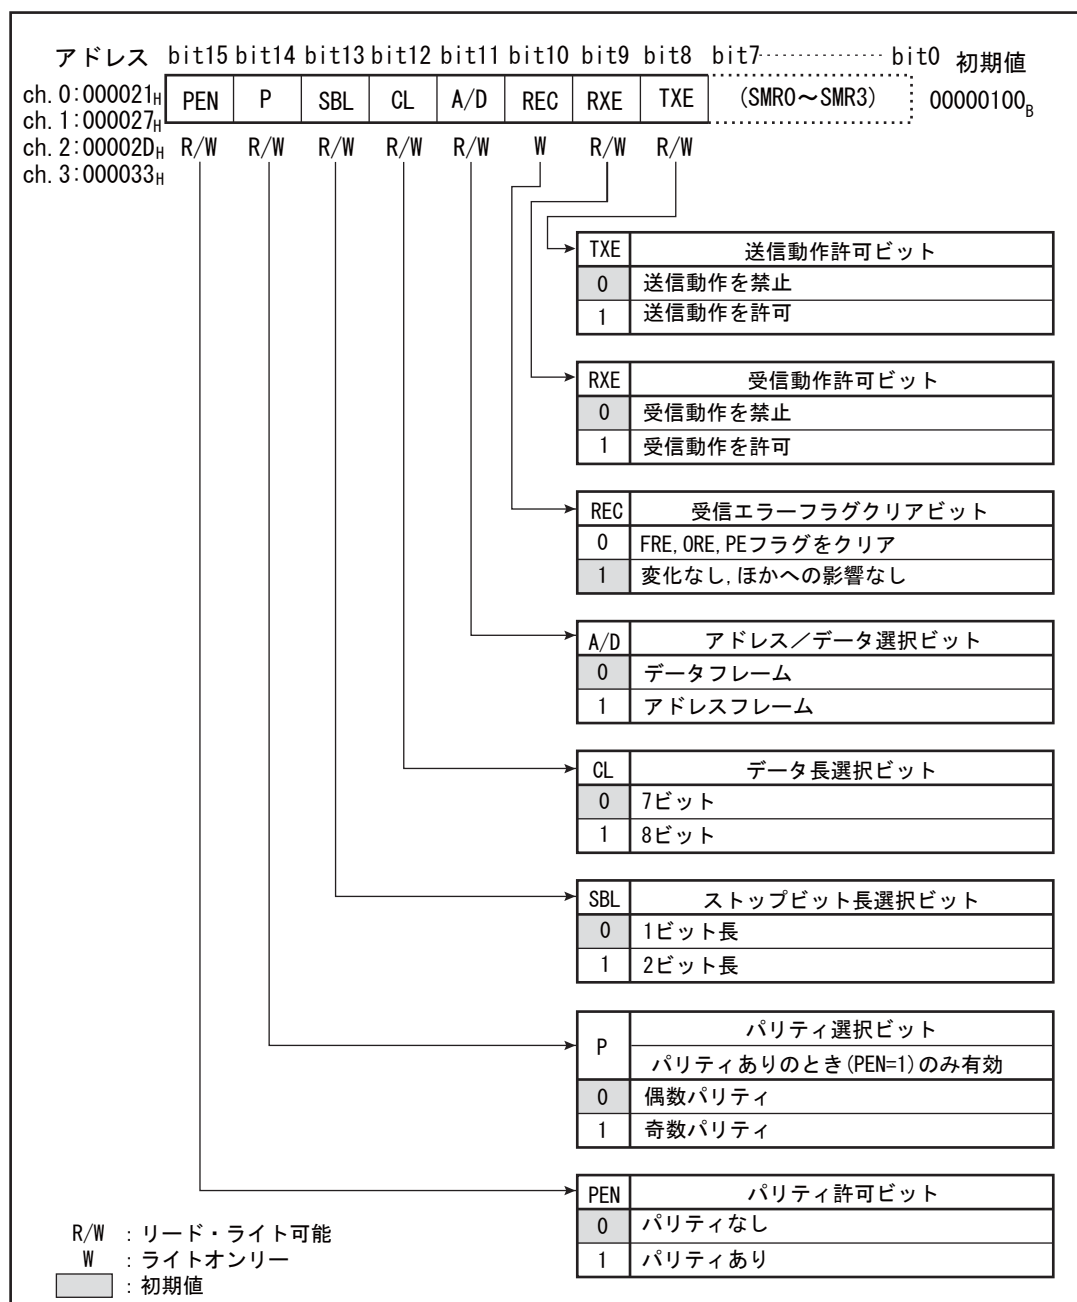 アドレス bit15 bit14 bit13 bit12 bit11 bit10 bit9 bit8 bit7 bit0 初期値
ch. 0:000021H PEN P SBL CL A/D REC RXE TXE (SMR0～SMR3) 00000100B
ch. 1:000027H
ch. 2:00002DH R/W R/W R/W R/W R/W W R/W R/W
ch. 3:000033H
TXE 送信動作許可ビット
0 送信動作を禁止
1 送信動作を許可
RXE 受信動作許可ビット
0 受信動作を禁止
1 受信動作を許可
REC 受信エラーフラグクリアビット
0 FRE, ORE, PEフラグをクリア
1 変化なし, ほかへの影響なし
A/D アドレス／データ選択ビット
0 データフレーム
1 アドレスフレーム
CL データ長選択ビット
0 7ビット
1 8ビット
SBL ストップビット長選択ビット
0 1ビット長
1 2ビット長
P パリティ選択ビット
パリティありのとき(PEN=1)のみ有効
0 偶数パリティ
1 奇数パリティ
PEN パリティ許可ビット
0 パリティなし
1 パリティあり
R/W : リード・ライト可能
W : ライトオンリー
: 初期値